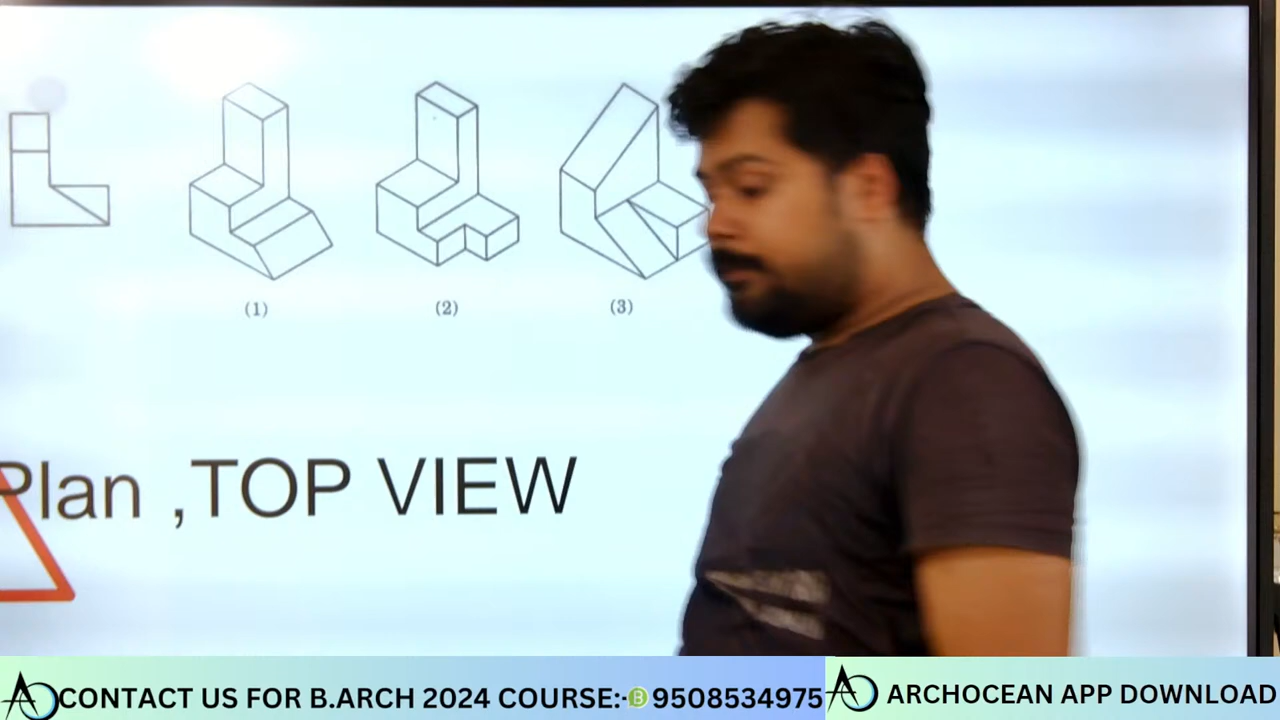 (1) (2) (3)
Plan ,TOP VIEW
CONTACT US FOR B.ARCH 2024 COURSE:- 9508534975
ARCHOCEAN APP DOWNLOAD